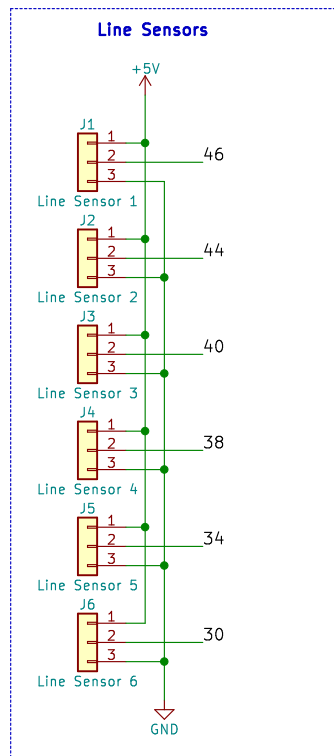 Line Sensors
+5V
J1
1
2
3
46
Line Sensor 1
J2
1
2
3
44
Line Sensor 2
J3
1
2
3
40
Line Sensor 3
J4
1
2
3
38
Line Sensor 4
J5
1
2
3
34
Line Sensor 5
J6
1
2
3
30
Line Sensor 6
GND